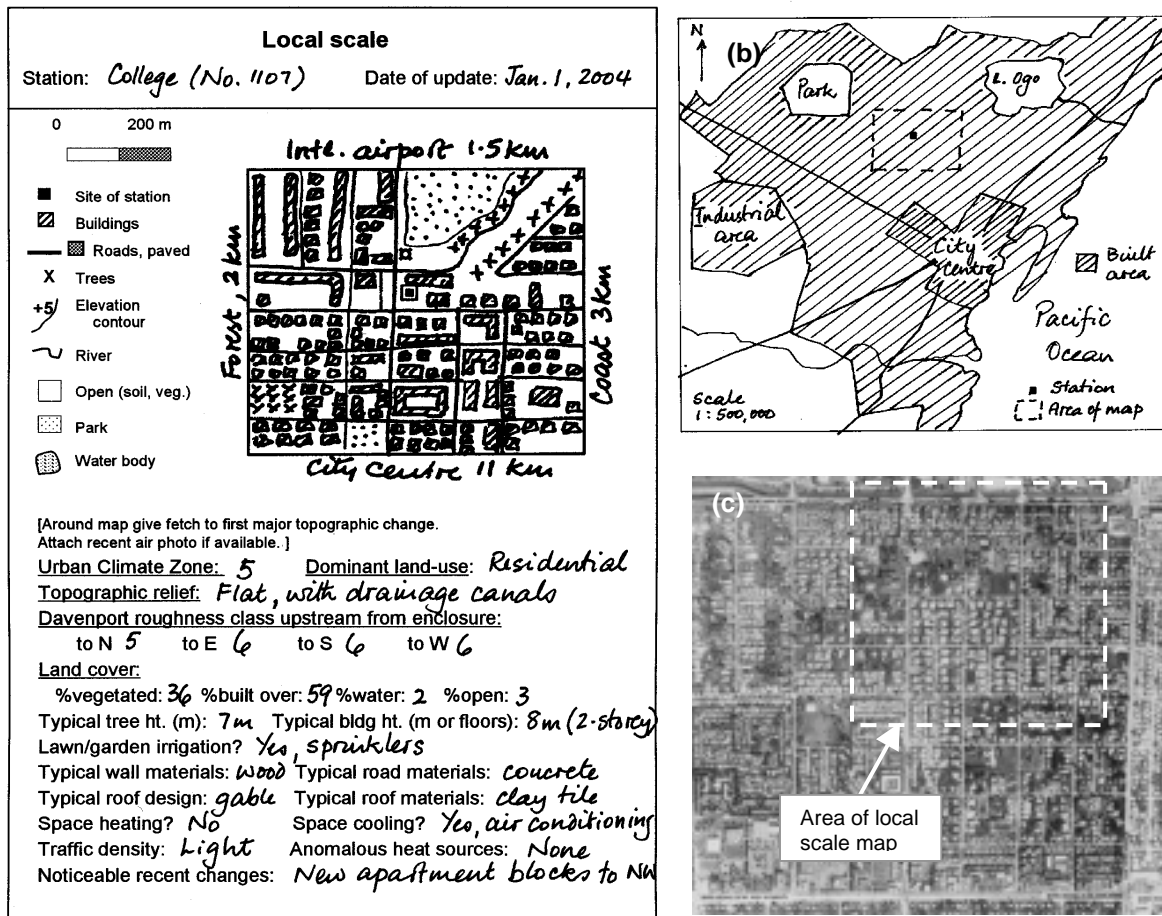 Local scale
Station: College (No. 1107) Date of update: Jan. 1, 2004
0 200 m
Site of station
Buildings
Roads, paved
X Trees
+5 Elevation
contour
River
Open (soil, veg.)
Park
Water body
Intl. airport 1.5 km
Forest, 2 km
Coast 3 km
City Centre 11 km
[Around map give fetch to first major topographic change.
Attach recent air photo if available. ]
Urban Climate Zone: 5 Dominant land-use: Residential
Topographic relief: Flat, with drainage canals
Davenport roughness class upstream from enclosure:
to N 5 to E 6 to S 6 to W 6
Land cover:
%vegetated: 36 %built over: 59 %water: 2 %open: 3
Typical tree ht. (m): 7m Typical bldg ht. (m or floors): 8m (2-storey)
Lawn/garden irrigation? Yes, sprinklers
Typical wall materials: wood Typical road materials: concrete
Typical roof design: gable Typical roof materials: clay tile
Space heating? No Space cooling? Yes, air conditioning
Traffic density: Light Anomalous heat sources: None
Noticeable recent changes: New apartment blocks to NW
N
(b)
Park
L. Ogo
Industrial
area
City
Centre
Built
area
Pacific
Ocean
Station
Area of map
Scale
1:500,000
(c)
Area of local
scale map